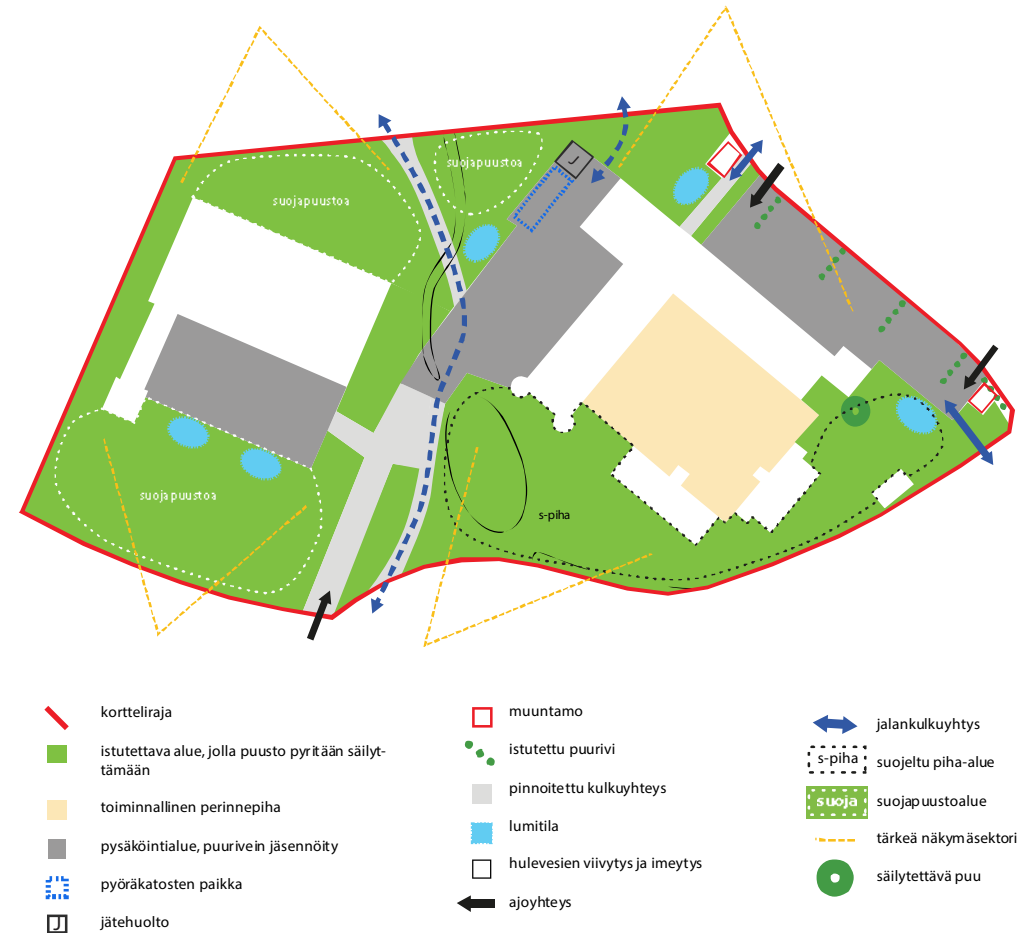 suojapuustoa
suojapuustoa
J
suojapuustoa
s-piha
kortteliraja
istutettava alue, jolla puusto pyritään säilyt-
tämään
toiminnallinen perinnepiha
pysäköintialue, puurivein jäsennöity
pyöräkatosten paikka
J
jätehuolto
muuntamo
istutettu puurivi
pinnoitettu kulkuyhteys
lumitila
hulevesien viivytys ja imeytys
ajoyhteys
jalankulkuyhtys
s-piha
suojeltu piha-alue
suoja
suojapuustoalue
tärkeä näkymäsektori
säilytettävä puu